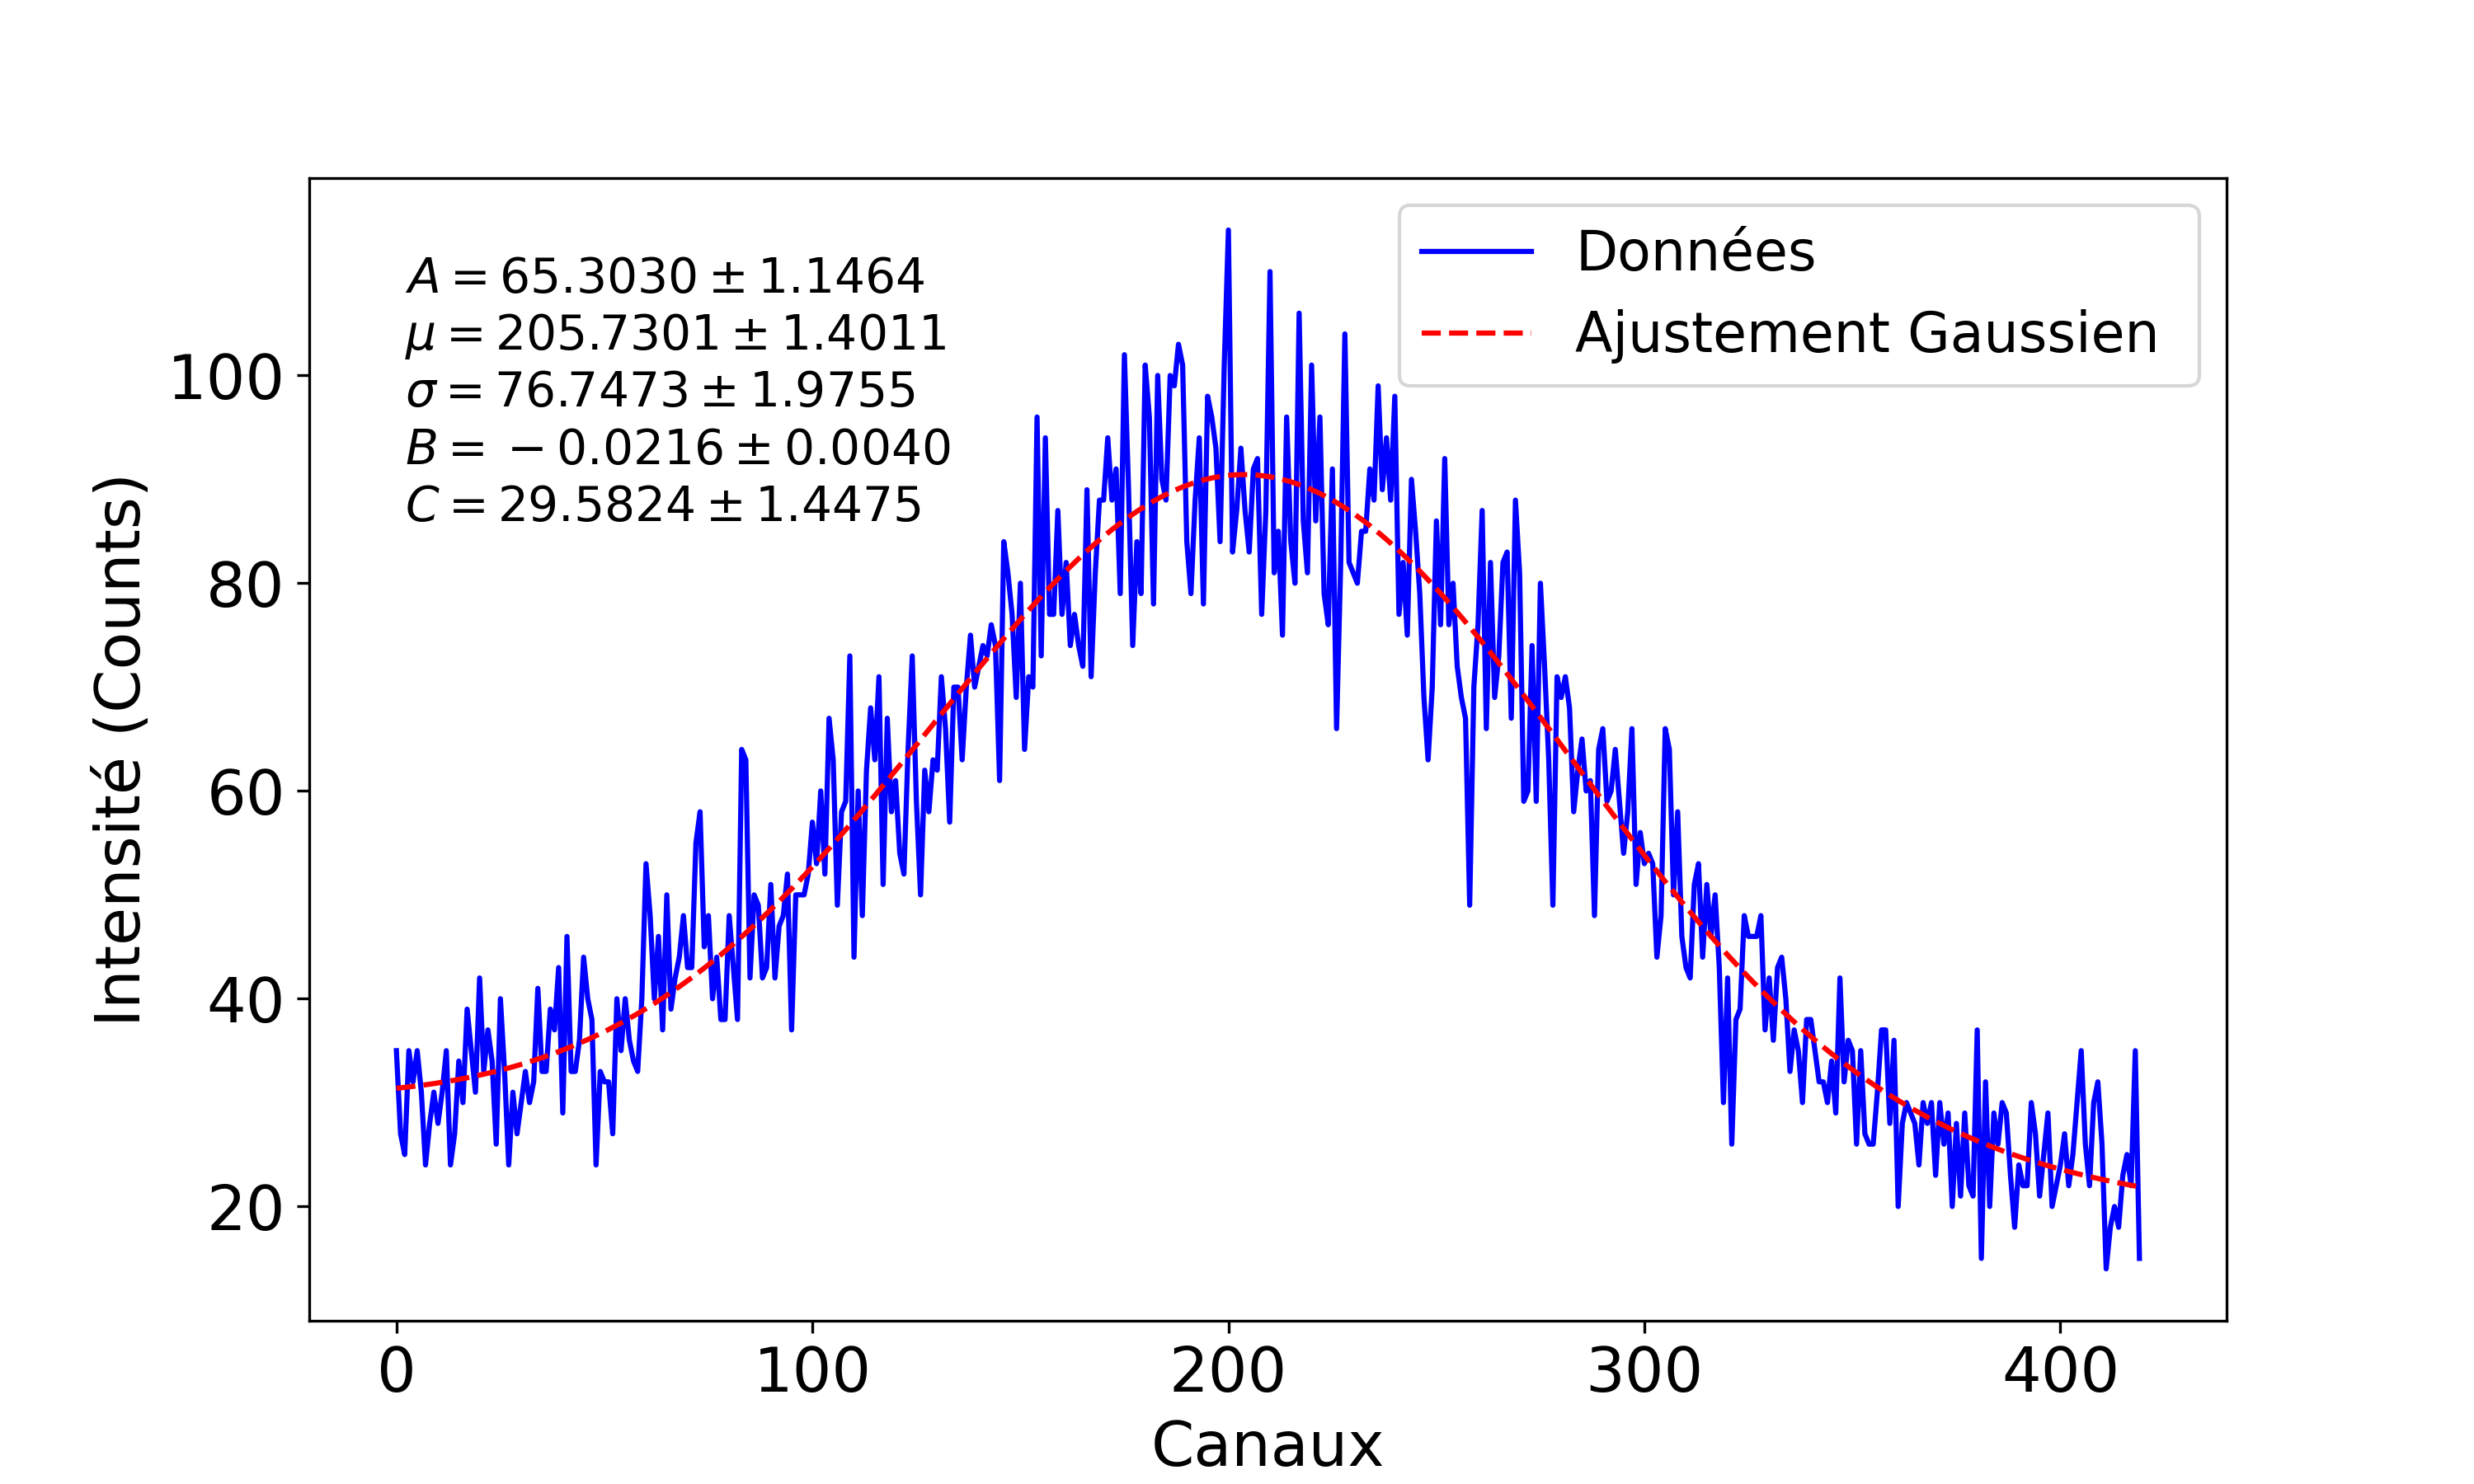 A = 65.3030 ± 1.1464
μ = 205.7301 ± 1.4011
σ = 76.7473 ± 1.9755
B = −0.0216 ± 0.0040
C = 29.5824 ± 1.4475
Données
Ajustement Gaussien
Intensité (Counts)
100
80
60
40
20
0 100 200 300 400
Canaux